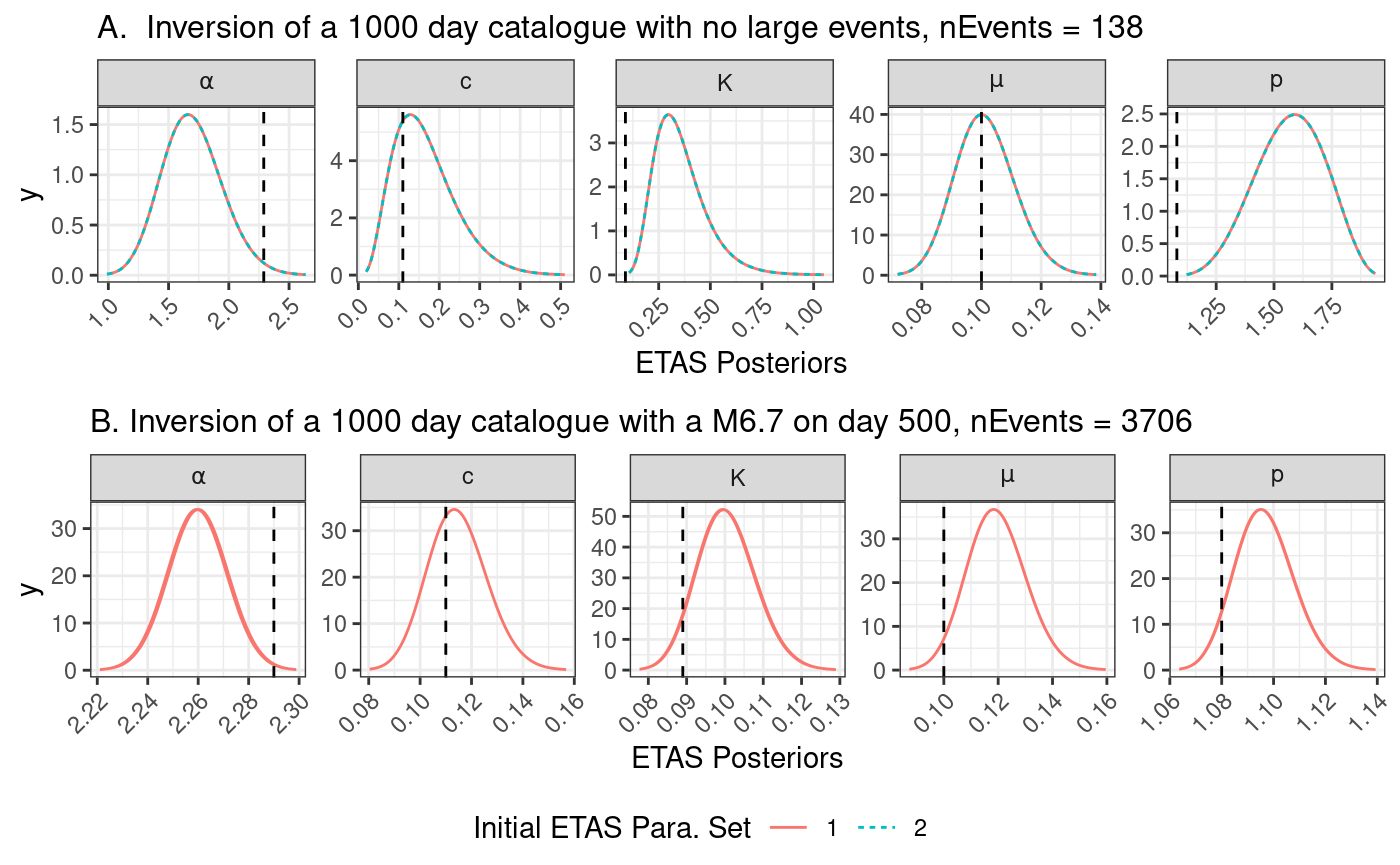 A.  Inversion of a 1000 day catalogue with no large events, nEvents = 138
α c K μ p
y
0.0 0.5 1.0 1.5
1.0 1.5 2.0 2.5
0 2 4
0.0 0.1 0.2 0.3 0.4 0.5
0 1 2 3
0.25 0.50 0.75 1.00
0 10 20 30 40
0.08 0.10 0.12 0.14
0.0 0.5 1.0 1.5 2.0 2.5
1.25 1.50 1.75
ETAS Posteriors
B. Inversion of a 1000 day catalogue with a M6.7 on day 500, nEvents = 3706
α c K μ p
y
0 10 20 30
2.22 2.24 2.26 2.28 2.30
0 10 20 30
0.08 0.10 0.12 0.14 0.16
0 10 20 30 40 50
0.08 0.09 0.10 0.11 0.12 0.13
0 10 20 30
0.10 0.12 0.14 0.16
0 10 20 30
1.06 1.08 1.10 1.12 1.14
ETAS Posteriors
Initial ETAS Para. Set 1 2